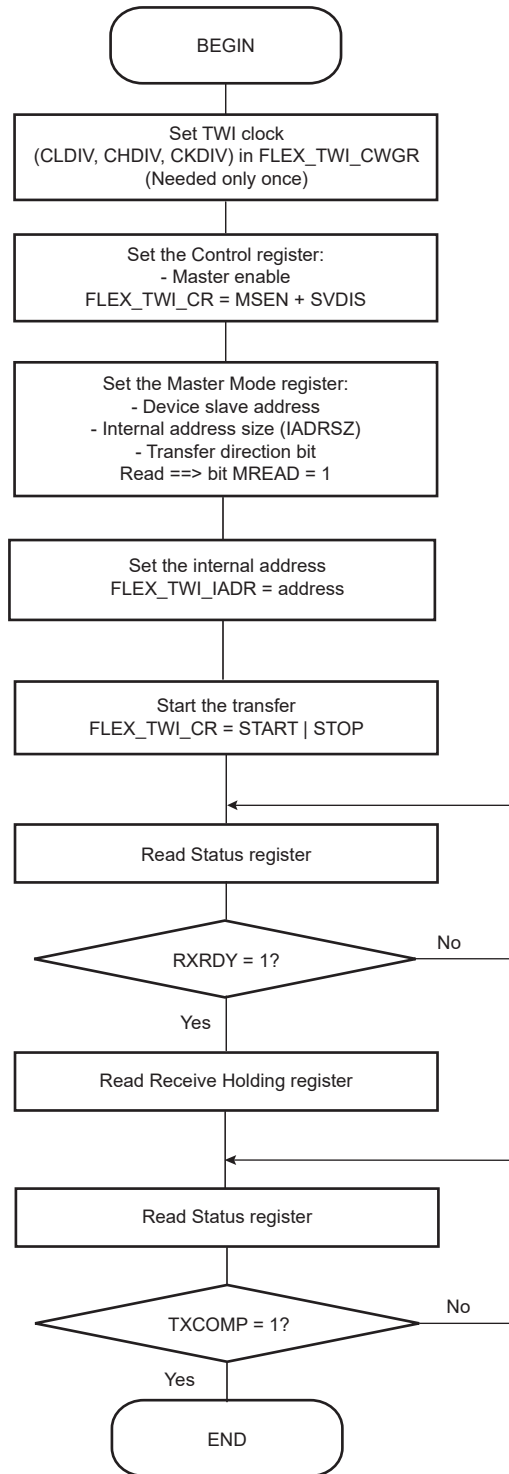 BEGIN
Set TWI clock
(CLDIV, CHDIV, CKDIV) in FLEX_TWI_CWGR
(Needed only once)
Set the Control register:
- Master enable
FLEX_TWI_CR = MSEN + SVDIS
Set the Master Mode register:
- Device slave address
- Internal address size (IADRSZ)
- Transfer direction bit
Read ==> bit MREAD = 1
Set the internal address
FLEX_TWI_IADR = address
Start the transfer
FLEX_TWI_CR = START | STOP
Read Status register
RXRDY = 1?
No
Yes
Read Receive Holding register
Read Status register
TXCOMP = 1?
No
Yes
END